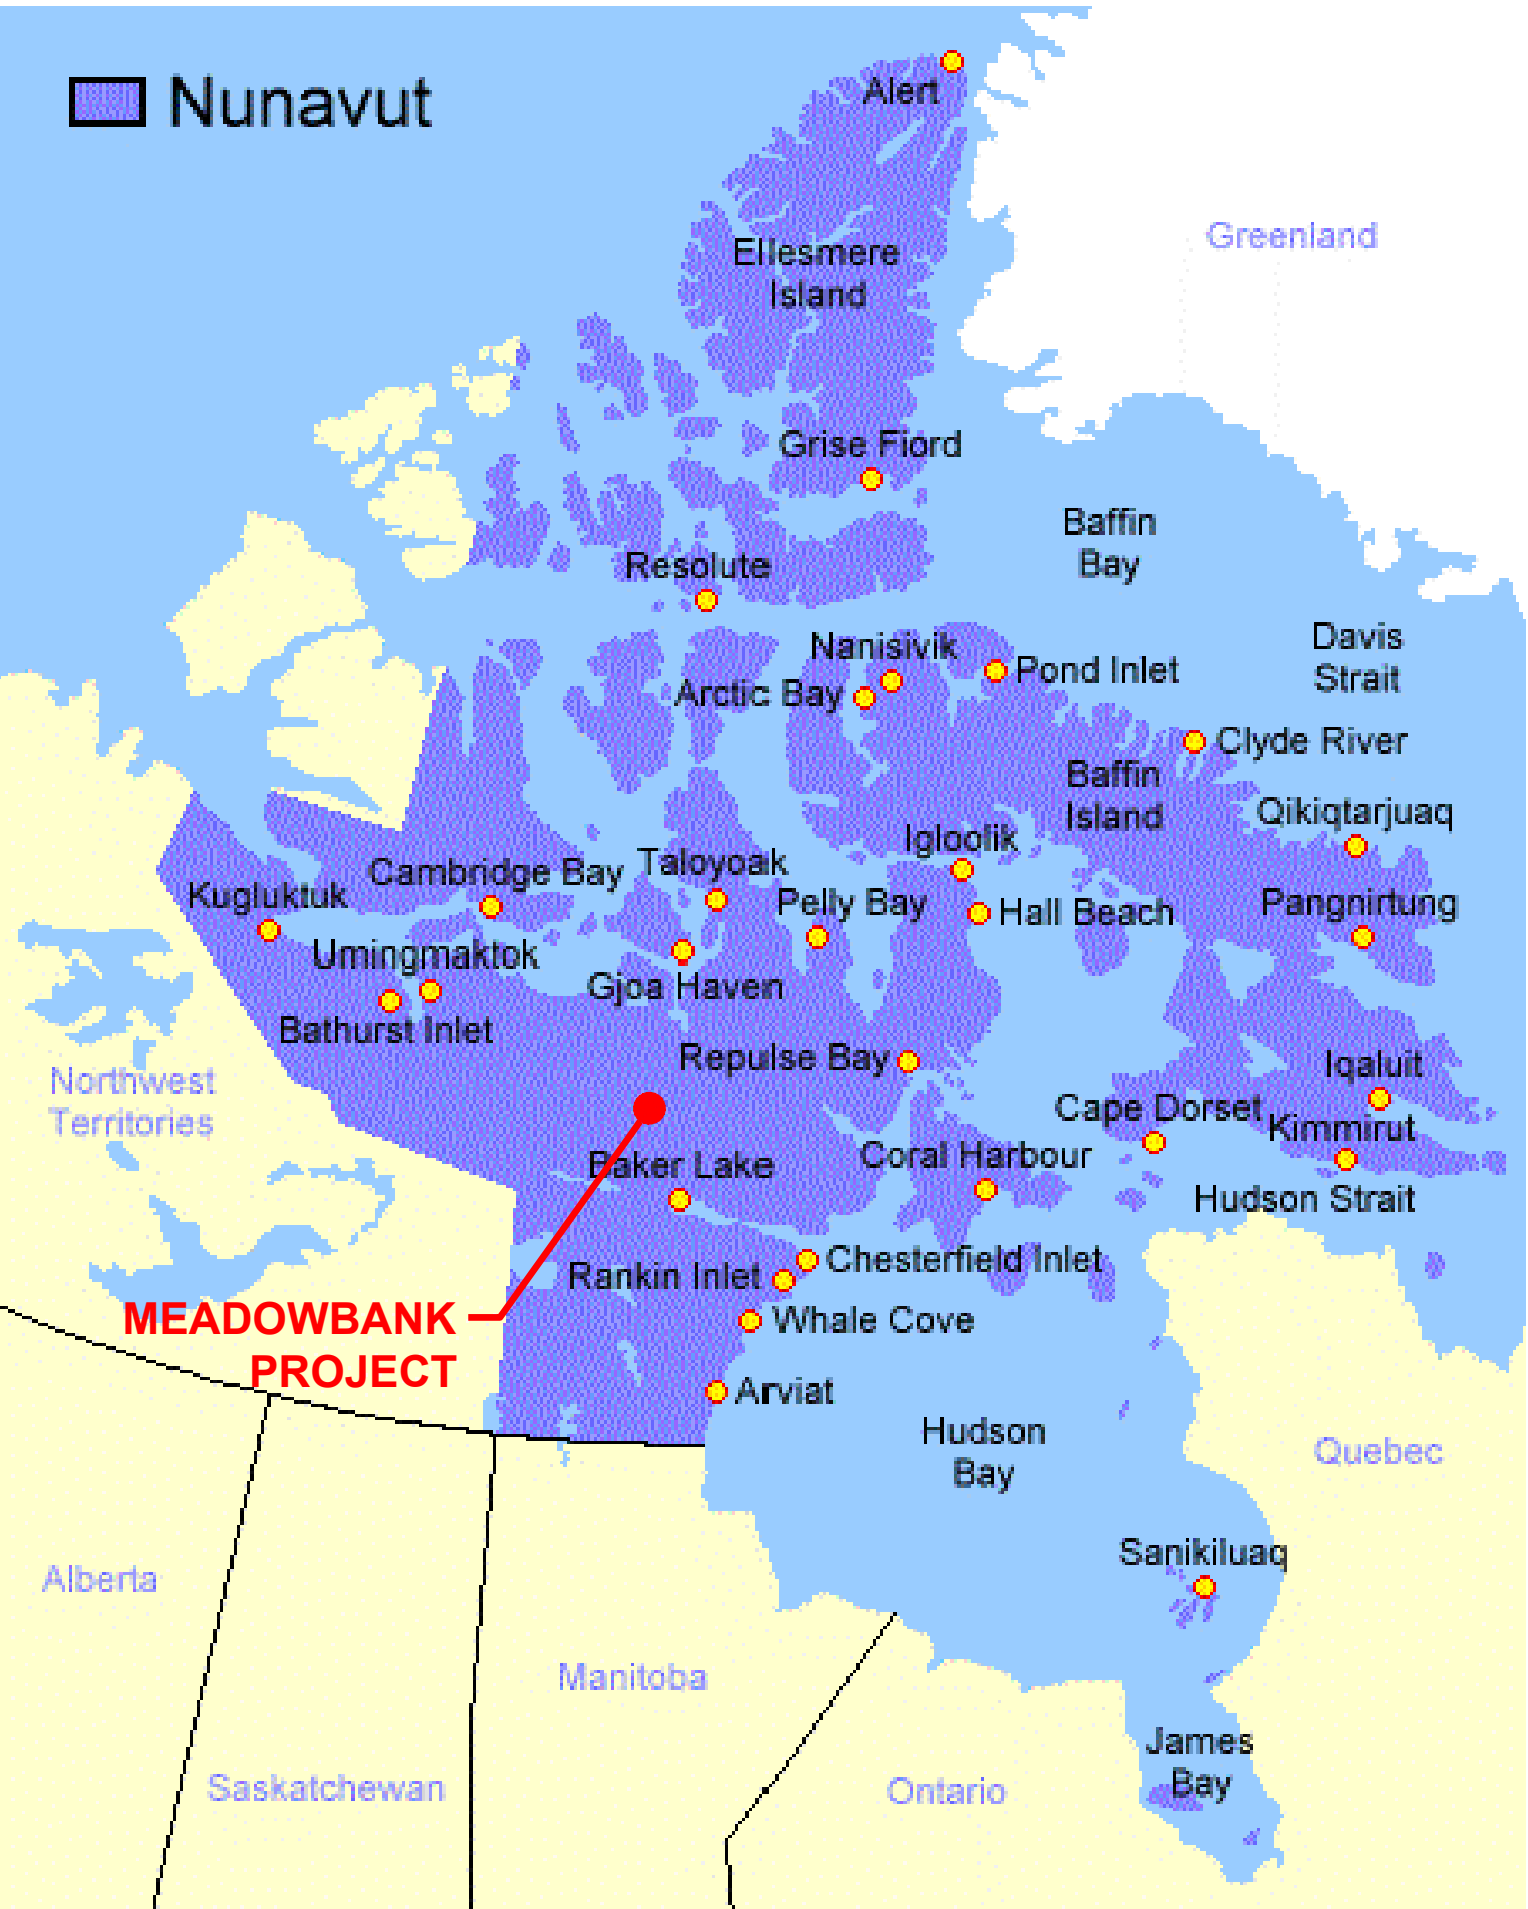 Nunavut
Alert
Greenland
Ellesmere
Island
Grise Fiord
Baffin
Bay
Resolute
Davis
Strait
Nanisivik
Pond Inlet
Arctic Bay
Clyde River
Baffin
Island
Qikiqtarjuaq
Igloolik
Cambridge Bay
Taloyoak
Kugluktuk
Pelly Bay
Hall Beach
Pangnirtung
Umingmaktok
Gjoa Haven
Bathurst Inlet
Repulse Bay
Iqaluit
Northwest
Territories
Cape Dorset
Kimmirut
Baker Lake
Coral Harbour
Hudson Strait
Chesterfield Inlet
Rankin Inlet
MEADOWBANK
PROJECT
Whale Cove
Arviat
Hudson
Bay
Quebec
Sanikiluaq
Alberta
Manitoba
James
Bay
Saskatchewan
Ontario